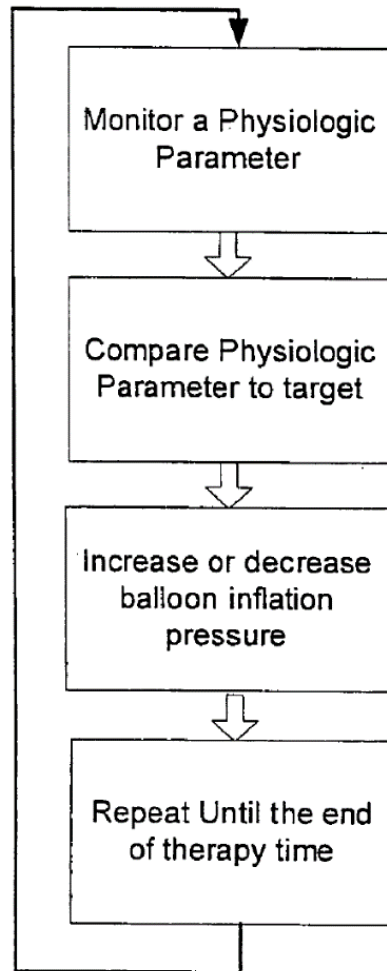 Monitor a Physiologic
Parameter
Compare Physiologic
Parameter to target
Increase or decrease
balloon inflation
pressure
Repeat Until the end
of therapy time